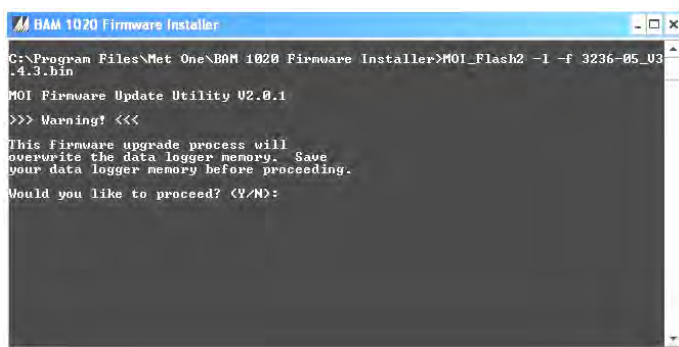 BAM 1020 Firmware Installer
C:\Program Files\Met One\BAM 1020 Firmware Installer>MOI_Flash2 -l -f 3236-05_V3
.4.3.bin
MOI Firmware Update Utility V2.0.1
>>> Warning! <<<
This firmware upgrade process will
overwrite the data logger memory.  Save
your data logger memory before proceeding.
Would you like to proceed? (Y/N):